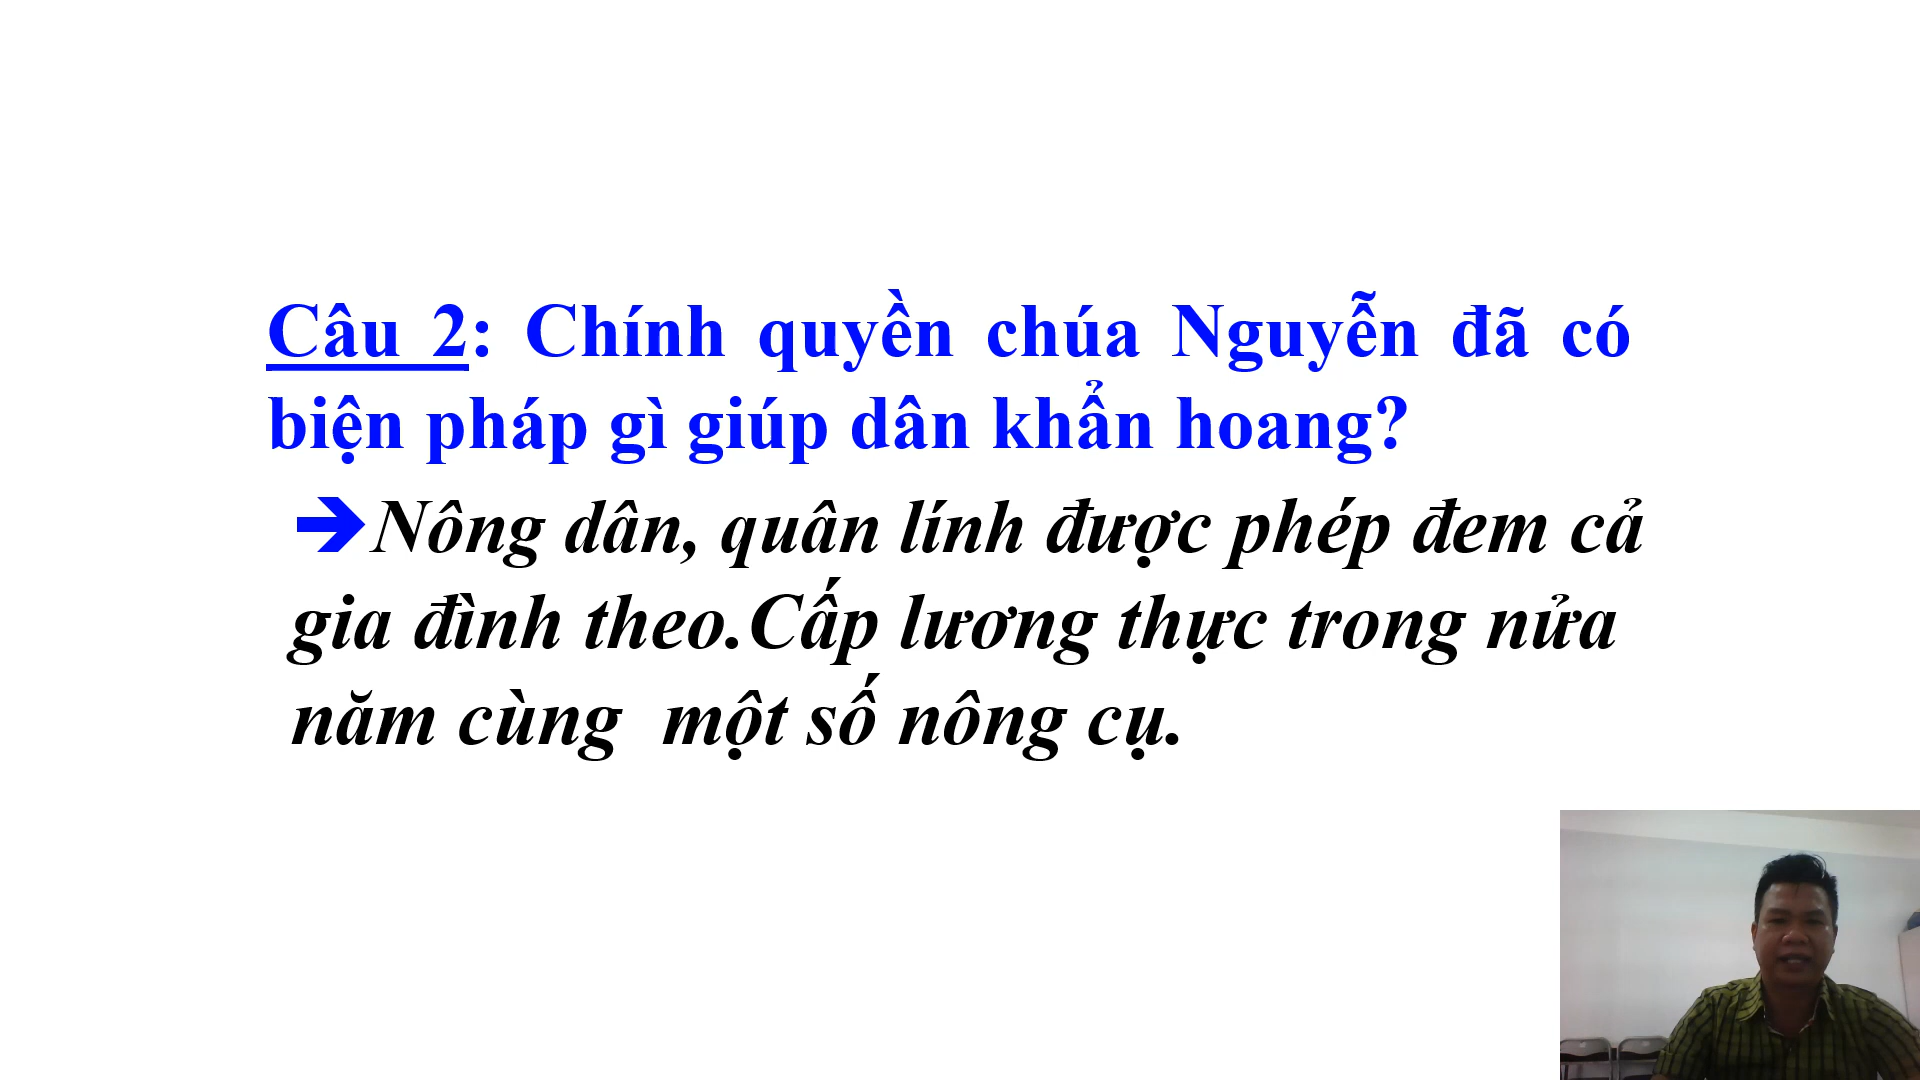 Câu 2: Chính quyền chúa Nguyễn đã có
biện pháp gì giúp dân khẩn hoang?
➔Nông dân, quân lính được phép đem cả
gia đình theo.Cấp lương thực trong nửa
năm cùng  một số nông cụ.